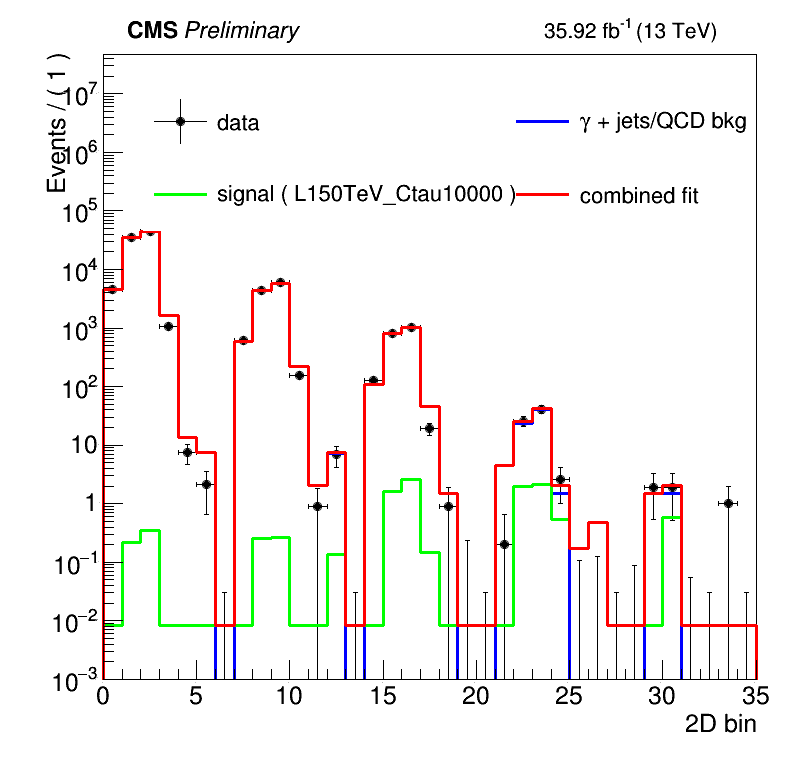 CMS Preliminary 35.92 fb⁻¹ (13 TeV)
Events / ( 1 )
data
γ + jets/QCD bkg
signal ( L150TeV_Ctau10000 )
combined fit
10⁷
10⁶
10⁵
10⁴
10³
10²
10
1
10⁻¹
10⁻²
10⁻³
0 5 10 15 20 25 30 35
2D bin